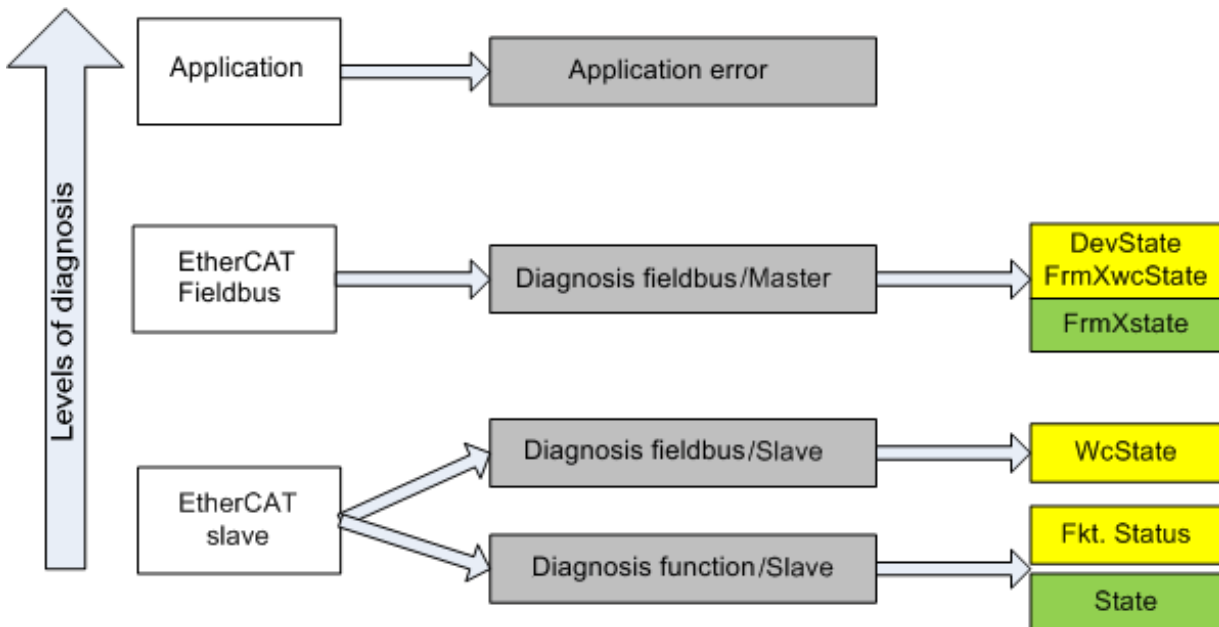 Levels of diagnosis
Application
Application error
EtherCAT
Fieldbus
Diagnosis fieldbus/Master
DevState
FrmXwcState
FrmXstate
EtherCAT
slave
Diagnosis fieldbus/Slave
WcState
Diagnosis function/Slave
Fkt. Status
State